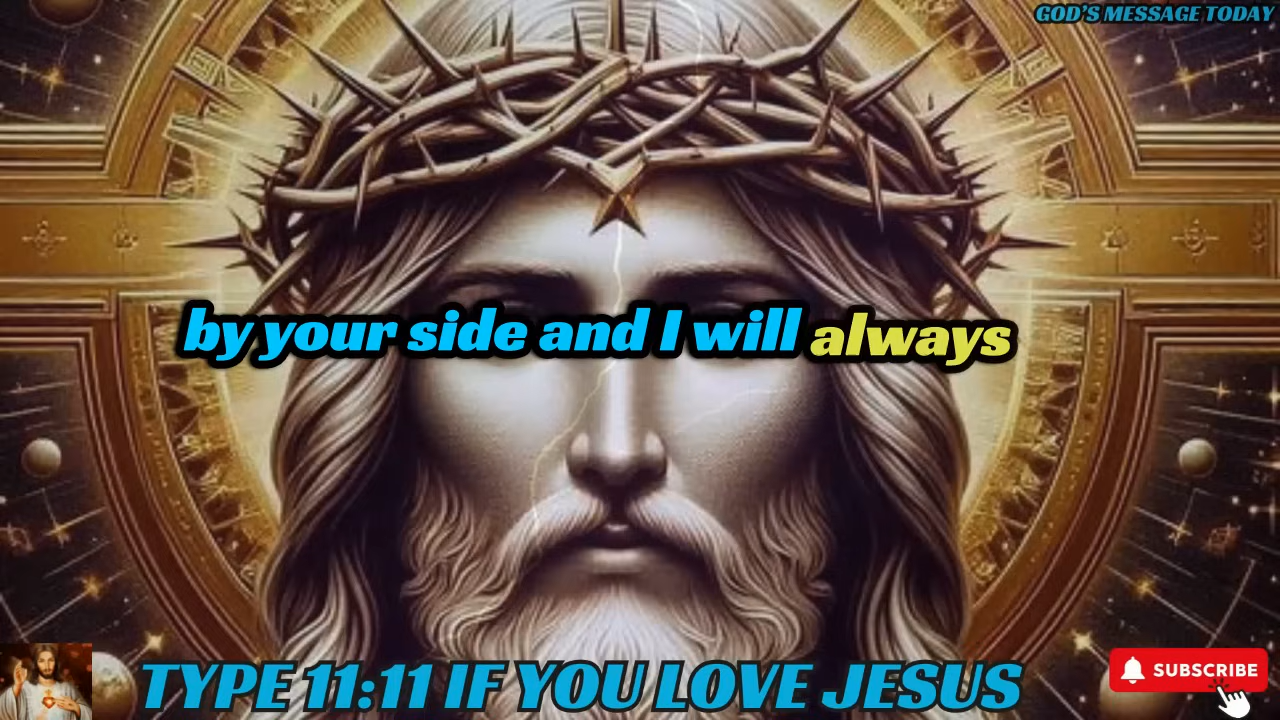 GOD'S MESSAGE TODAY
by your side and I will always
TYPE 11:11 IF YOU LOVE JESUS
SUBSCRIBE